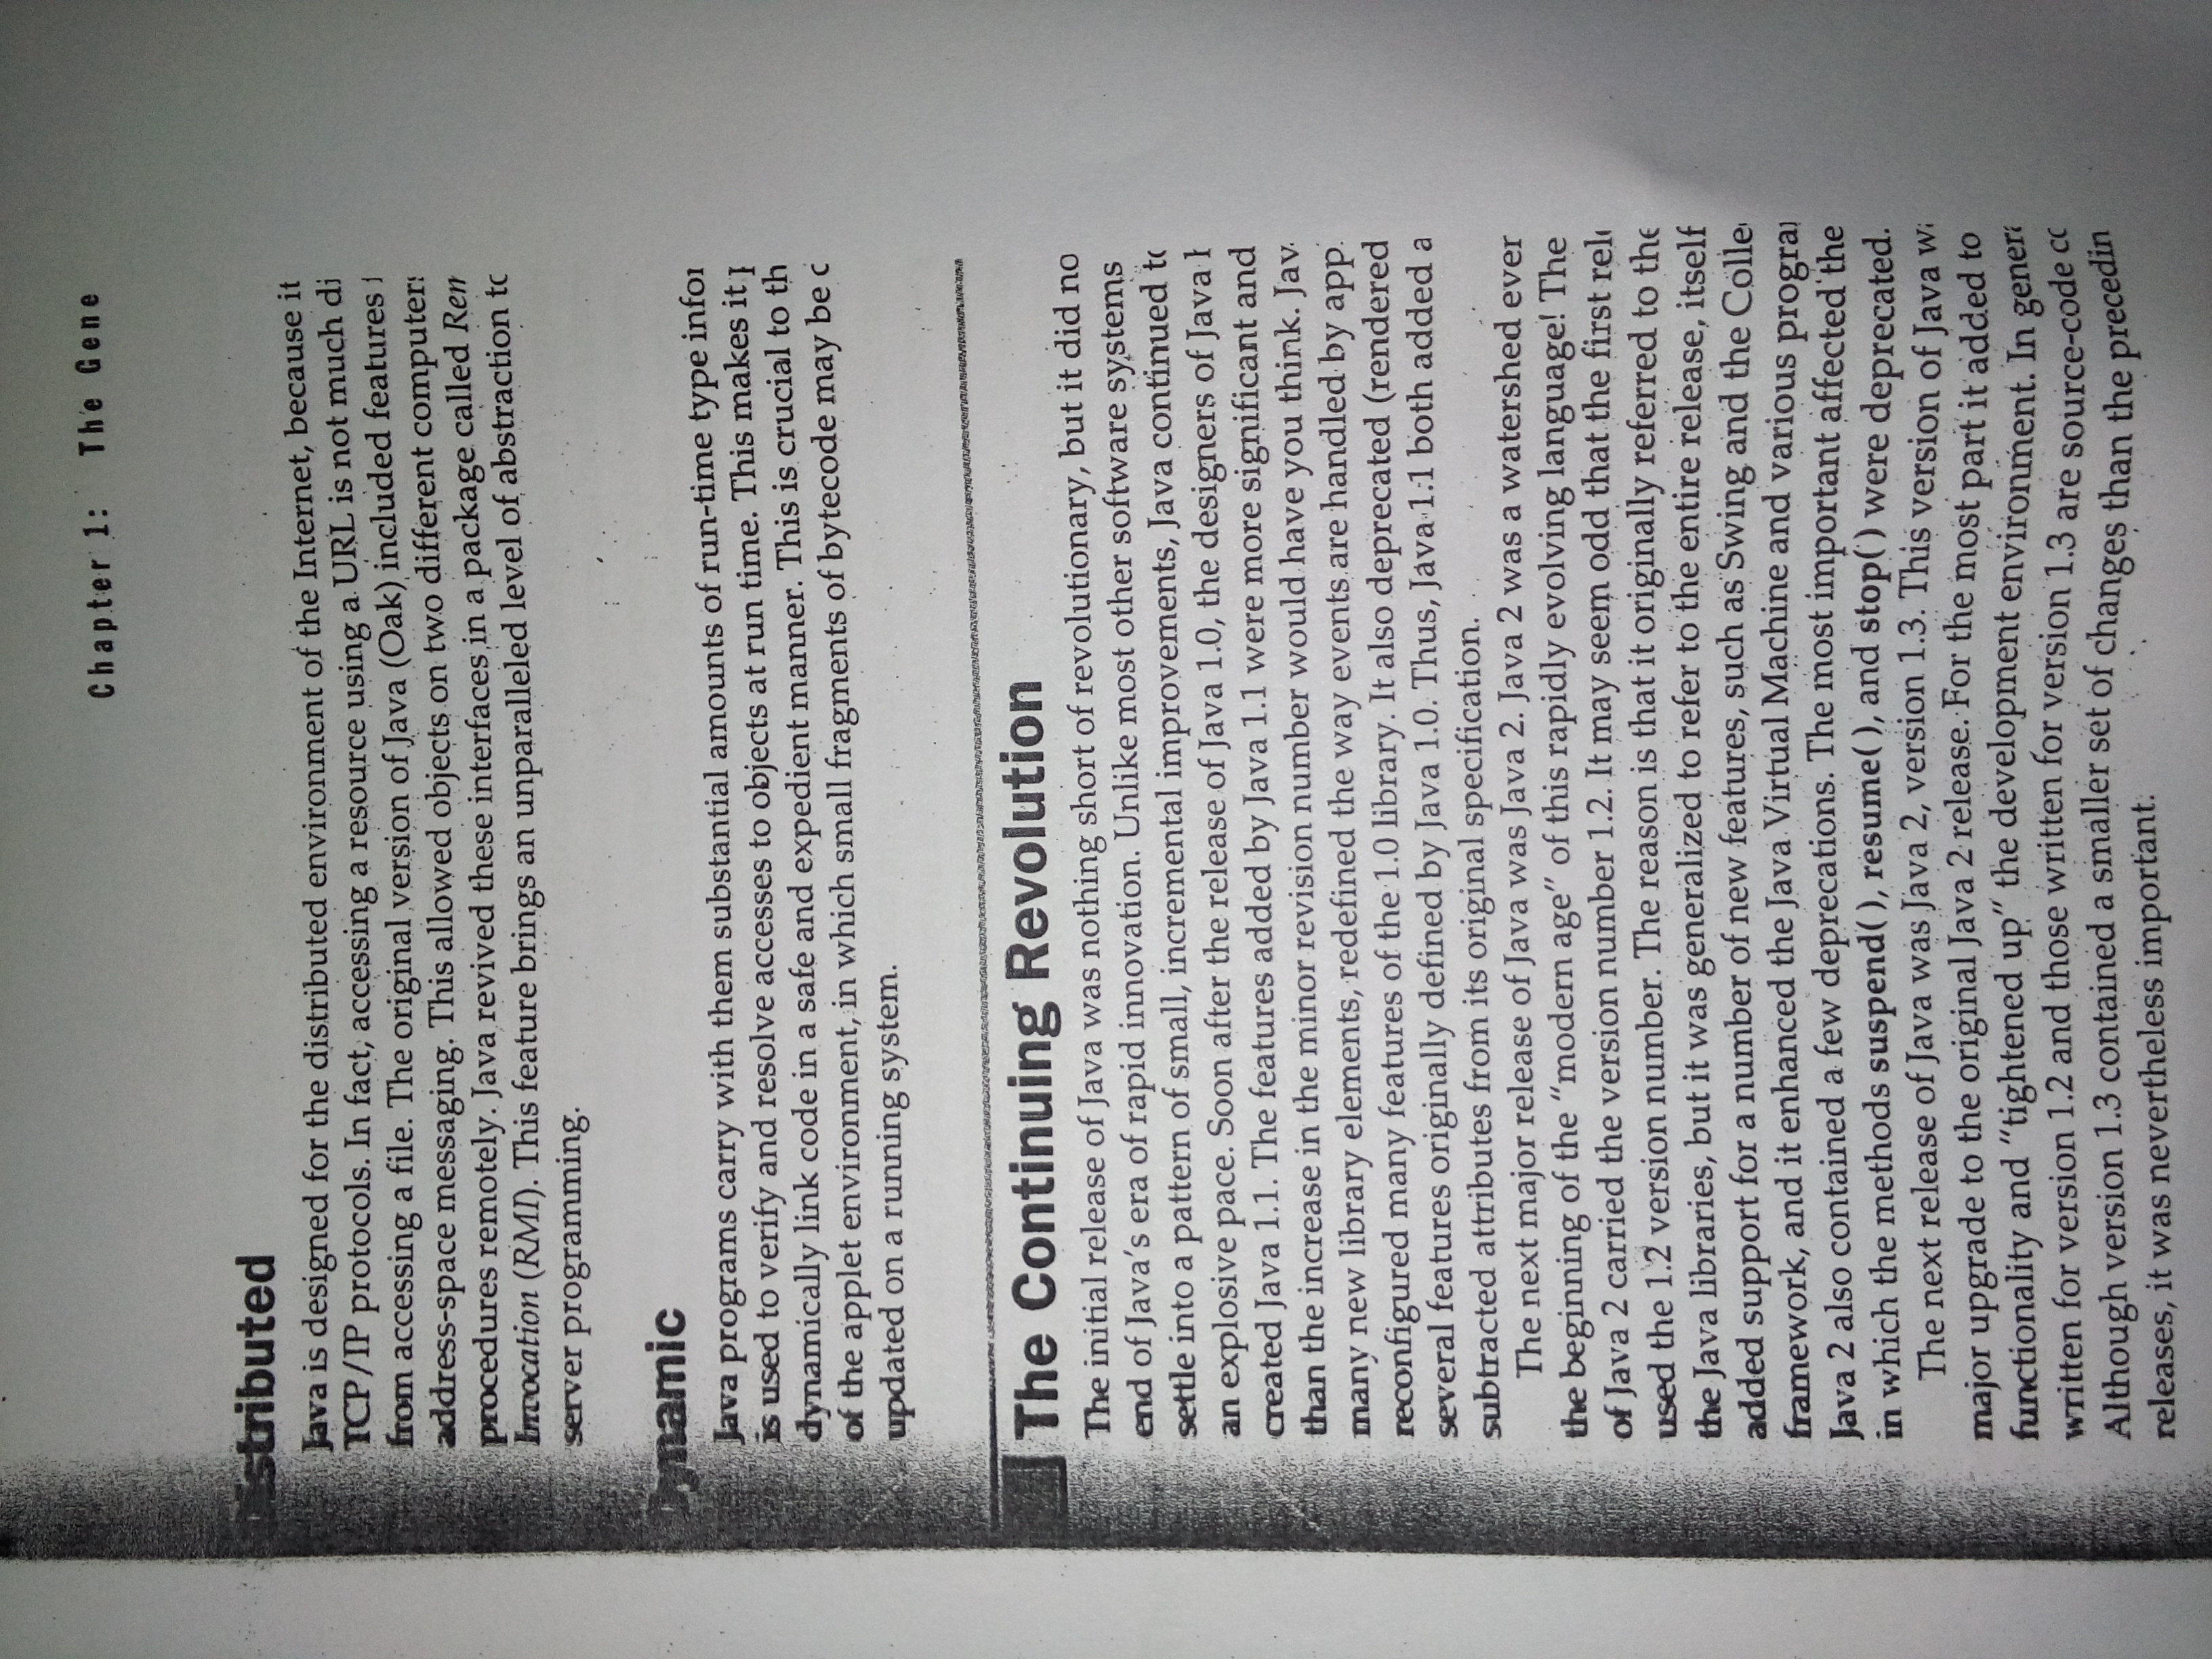 Chapter 1: The Gene
Distributed
Java is designed for the distributed environment of the Internet, because it
TCP/IP protocols. In fact, accessing a resource using a URL is not much di
from accessing a file. The original version of Java (Oak) included features
address-space messaging. This allowed objects on two different computer
procedures remotely. Java revived these interfaces in a package called Rem
Invocation (RMI). This feature brings an unparalleled level of abstraction to
server programming.
Dynamic
Java programs carry with them substantial amounts of run-time type infor
is used to verify and resolve accesses to objects at run time. This makes it
dynamically link code in a safe and expedient manner. This is crucial to th
of the applet environment, in which small fragments of bytecode may be
updated on a running system.
The Continuing Revolution
The initial release of Java was nothing short of revolutionary, but it did no
end of Java's era of rapid innovation. Unlike most other software systems
settle into a pattern of small, incremental improvements, Java continued to
an explosive pace. Soon after the release of Java 1.0, the designers of Java
created Java 1.1. The features added by Java 1.1 were more significant and
than the increase in the minor revision number would have you think. Jav
many new library elements, redefined the way events are handled by app
reconfigured many features of the 1.0 library. It also deprecated (rendered
several features originally defined by Java 1.0. Thus, Java 1.1 both added a
subtracted attributes from its original specification.
The next major release of Java was Java 2. Java 2 was a watershed ever
the beginning of the "modern age" of this rapidly evolving language! The
of Java 2 carried the version number 1.2. It may seem odd that the first rel
used the 1.2 version number. The reason is that it originally referred to the
the Java libraries, but it was generalized to refer to the entire release, itself
added support for a number of new features, such as Swing and the Colle
framework, and it enhanced the Java Virtual Machine and various progra
Java 2 also contained a few deprecations. The most important affected the
in which the methods suspend( ), resume( ), and stop( ) were deprecated.
The next release of Java was Java 2, version 1.3. This version of Java w
major upgrade to the original Java 2 release. For the most part it added to
functionality and "tightened up" the development environment. In gener
written for version 1.2 and those written for version 1.3 are source-code co
Although version 1.3 contained a smaller set of changes than the precedin
releases, it was nevertheless important.